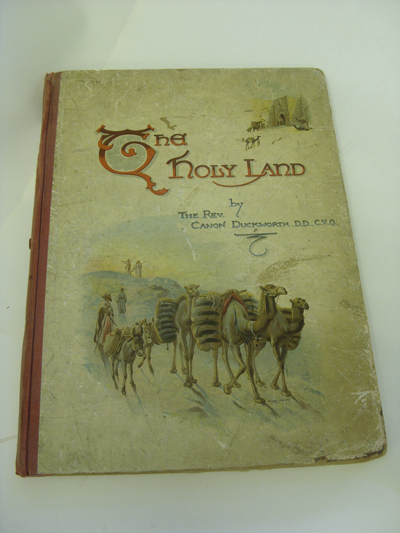 The
Holy Land
by
The Rev.
Canon Duckworth D.D., C.V.O.